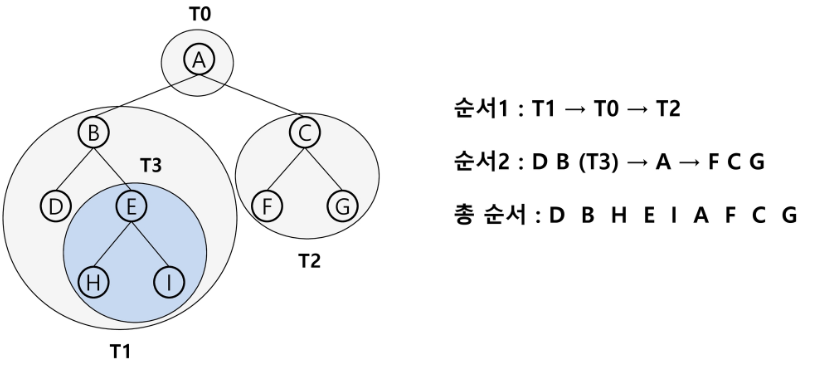 T0
A
순서1 : T1 → T0 → T2
B
C
T3
순서2 : D B (T3) → A → F C G
D
E
F
G
총 순서 : D B H E I A F C G
T2
H
I
T1